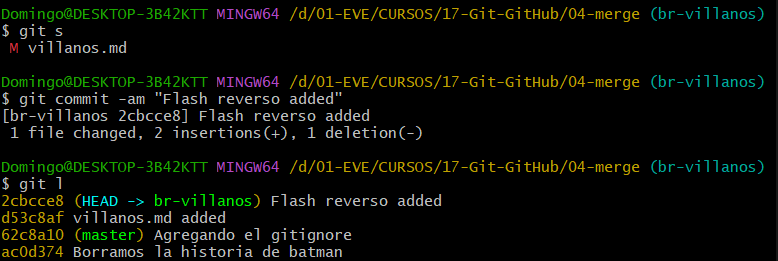 Domingo@DESKTOP-3B42KTT MINGW64 /d/01-EVE/CURSOS/17-Git-GitHub/04-merge (br-villanos)
$ git s
 M villanos.md
Domingo@DESKTOP-3B42KTT MINGW64 /d/01-EVE/CURSOS/17-Git-GitHub/04-merge (br-villanos)
$ git commit -am "Flash reverso added"
[br-villanos 2cbcce8] Flash reverso added
 1 file changed, 2 insertions(+), 1 deletion(-)
Domingo@DESKTOP-3B42KTT MINGW64 /d/01-EVE/CURSOS/17-Git-GitHub/04-merge (br-villanos)
$ git l
2cbcce8 (HEAD -> br-villanos) Flash reverso added
d53c8af villanos.md added
62c8a10 (master) Agregando el gitignore
ac0d374 Borramos la historia de batman